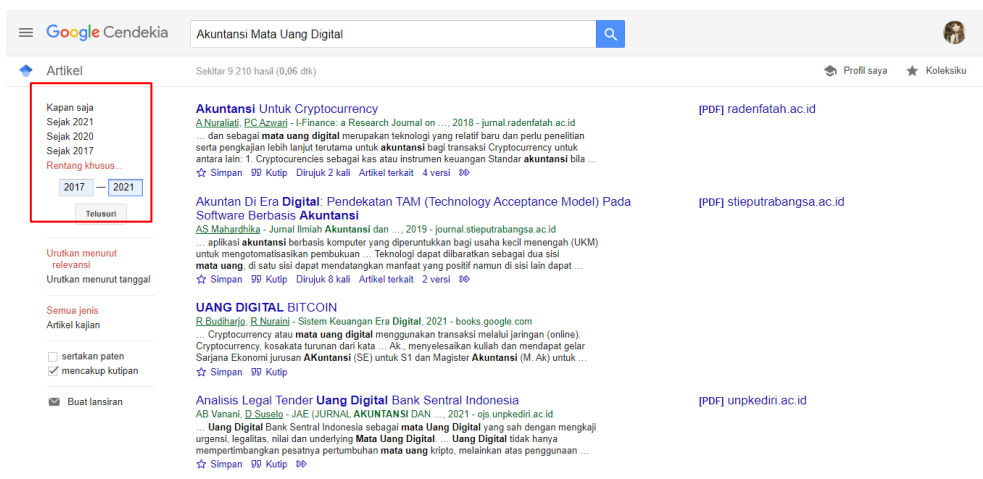 Google Cendekia
Akuntansi Mata Uang Digital
Artikel
Sekitar 9.210 hasil (0,06 dtk)
Profil saya
Koleksiku
Kapan saja
Sejak 2021
Sejak 2020
Sejak 2017
Rentang khusus...
2017 — 2021
Telusuri
Urutkan menurut
relevansi
Urutkan menurut tanggal
Semua jenis
Artikel kajian
sertakan paten
mencakup kutipan
Buat lansiran
Akuntansi Untuk Cryptocurrency
A Nuraliati, PC Azwari - I-Finance: a Research Journal on ..., 2018 - jurnal.radenfatah.ac.id
... dan sebagai mata uang digital merupakan teknologi yang relatif baru dan perlu penelitian
serta pengkajian lebih lanjut terutama untuk akuntansi bagi transaksi Cryptocurrency untuk
antara lain: 1. Cryptocurencies sebagai kas atau instrumen keuangan Standar akuntansi bila ...
Simpan Kutip Dirujuk 2 kali Artikel terkait 4 versi
[PDF] radenfatah.ac.id
Akuntan Di Era Digital: Pendekatan TAM (Technology Acceptance Model) Pada
Software Berbasis Akuntansi
AS Mahardhika - Jurnal Ilmiah Akuntansi dan ..., 2019 - journal.stieputrabangsa.ac.id
... aplikasi akuntansi berbasis komputer yang diperuntukkan bagi usaha kecil menengah (UKM)
untuk mengotomatisasikan pembukuan ... Teknologi dapat diibaratkan sebagai dua sisi
mata uang, di satu sisi dapat mendatangkan manfaat yang positif namun di sisi lain dapat ...
Simpan Kutip Dirujuk 8 kali Artikel terkait 2 versi
[PDF] stieputrabangsa.ac.id
UANG DIGITAL BITCOIN
R Budiharjo, R Nuraini - Sistem Keuangan Era Digital, 2021 - books.google.com
... Cryptocurrency atau mata uang digital menggunakan transaksi melalui jaringan (online).
Cryptocurrency, kosakata turunan dari kata ... Ak., menyelesaikan kuliah dan mendapat gelar
Sarjana Ekonomi jurusan AKuntansi (SE) untuk S1 dan Magister Akuntansi (M. Ak) untuk ...
Simpan Kutip
Analisis Legal Tender Uang Digital Bank Sentral Indonesia
AB Vanani, D Suselo - JAE (JURNAL AKUNTANSI DAN ..., 2021 - ojs.unpkediri.ac.id
... Uang Digital Bank Sentral Indonesia sebagai mata Uang Digital yang sah dengan mengkaji
urgensi, legalitas, nilai dan underlying Mata Uang Digital. ... Uang Digital tidak hanya
mempertimbangkan pesatnya pertumbuhan mata uang kripto, melainkan atas penggunaan ...
Simpan Kutip
[PDF] unpkediri.ac.id